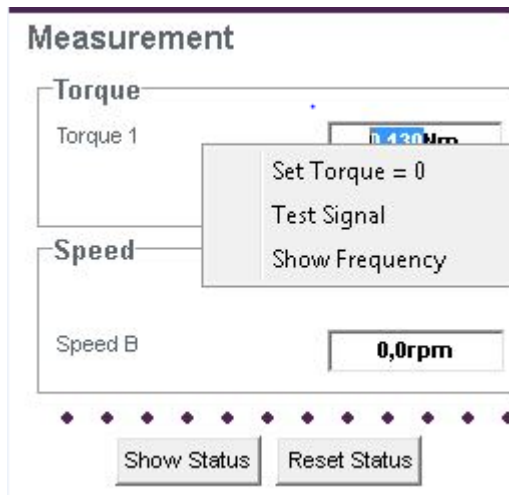 Measurement
Torque
Torque 1
0,130Nm
Set Torque = 0
Test Signal
Show Frequency
Speed
Speed B
0,0rpm
Show Status
Reset Status